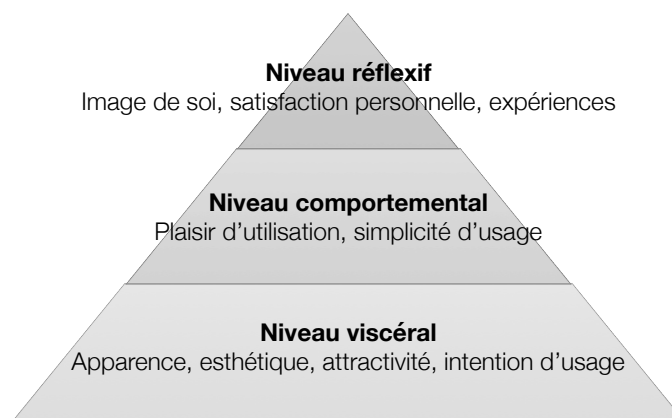 Niveau réflexif
Image de soi, satisfaction personnelle, expériences
Niveau comportemental
Plaisir d’utilisation, simplicité d’usage
Niveau viscéral
Apparence, esthétique, attractivité, intention d’usage